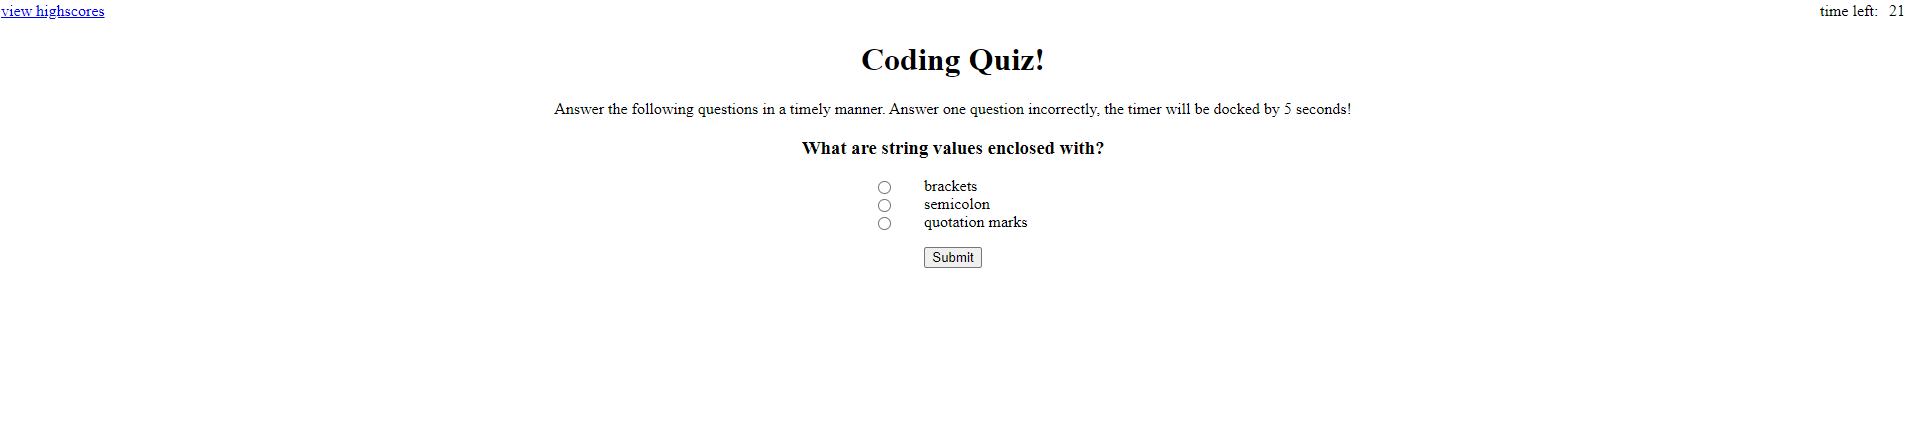 view highscores
time left: 21
Coding Quiz!
Answer the following questions in a timely manner. Answer one question incorrectly, the timer will be docked by 5 seconds!
What are string values enclosed with?
brackets
semicolon
quotation marks
Submit